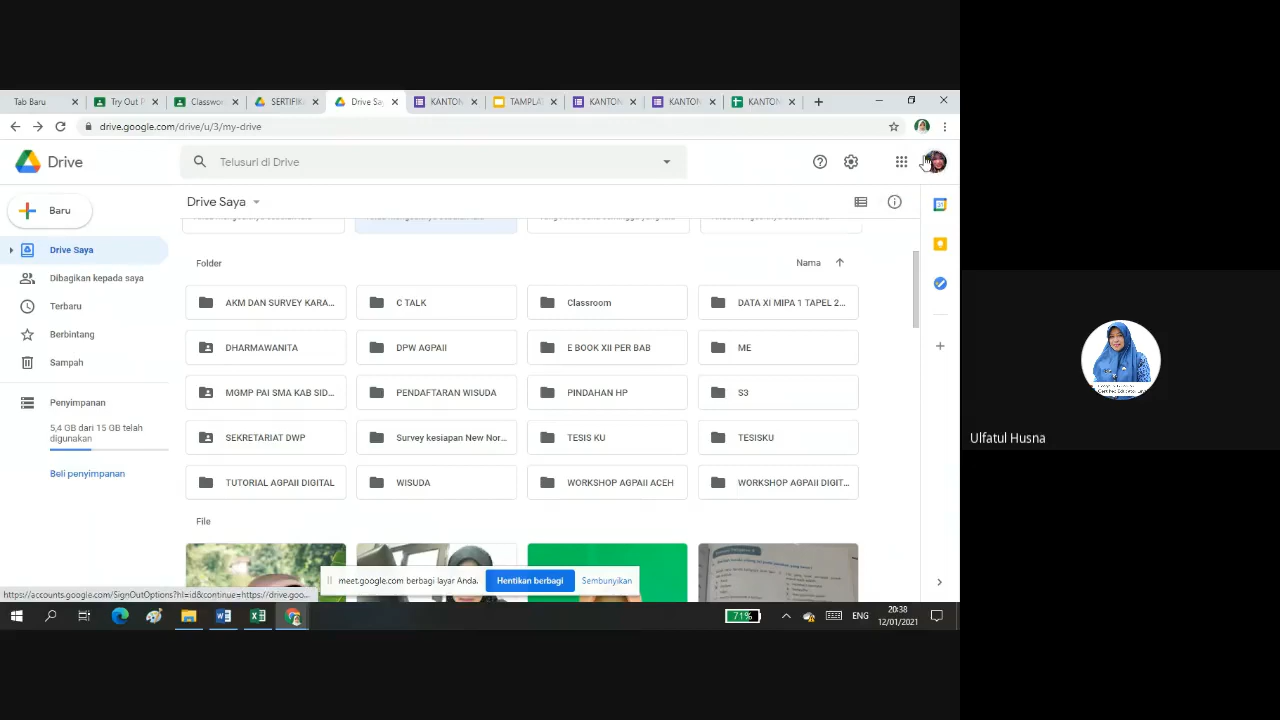 Tab Baru
Try Out P
Classwor
SERTIFIK
Drive Sa
KANTON
TAMPLAT
KANTON
KANTON
KANTON
drive.google.com/drive/u/3/my-drive
Drive
Telusuri di Drive
Baru
Drive Saya
Drive Saya
Dibagikan kepada saya
Terbaru
Berbintang
Sampah
Penyimpanan
5,4 GB dari 15 GB telah
digunakan
Beli penyimpanan
Folder
Nama
AKM DAN SURVEY KARA...
C TALK
Classroom
DATA XI MIPA 1 TAPEL 2...
DHARMAWANITA
DPW AGPAII
E BOOK XII PER BAB
ME
MGMP PAI SMA KAB SID...
PENDAFTARAN WISUDA
PINDAHAN HP
S3
SEKRETARIAT DWP
Survey kesiapan New Nor...
TESIS KU
TESISKU
TUTORIAL AGPAII DIGITAL
WISUDA
WORKSHOP AGPAII ACEH
WORKSHOP AGPAII DIGIT...
File
meet.google.com berbagi layar Anda.
Hentikan berbagi
Sembunyikan
https://accounts.google.com/SignOutOptions?hl=id&continue=https://drive.goo...
71%
ENG
20:38
12/01/2021
Ulfatul Husna